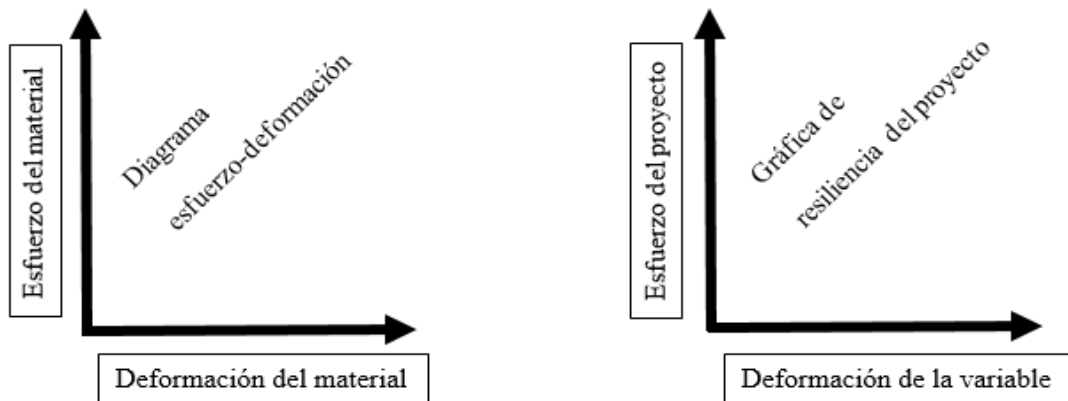 Esfuerzo del material
Diagrama
esfuerzo-deformación
Deformación del material
Esfuerzo del proyecto
Gráfica de
resiliencia del proyecto
Deformación de la variable